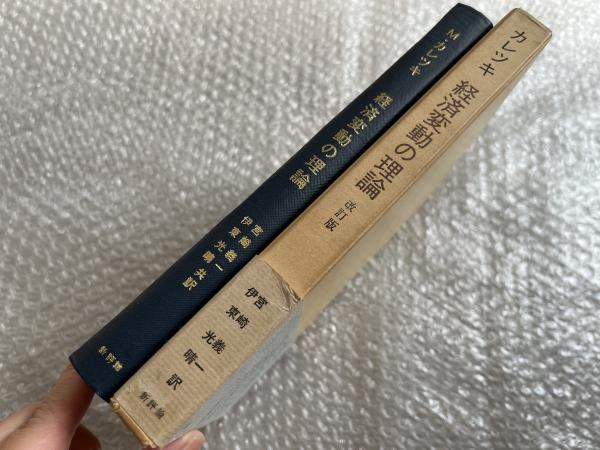 M・カレツキ
経済変動の理論
宮崎義一
伊東光晴
共訳
新評論
カレツキ
経済変動の理論
改訂版
宮崎義一
伊東光晴
訳
新評論